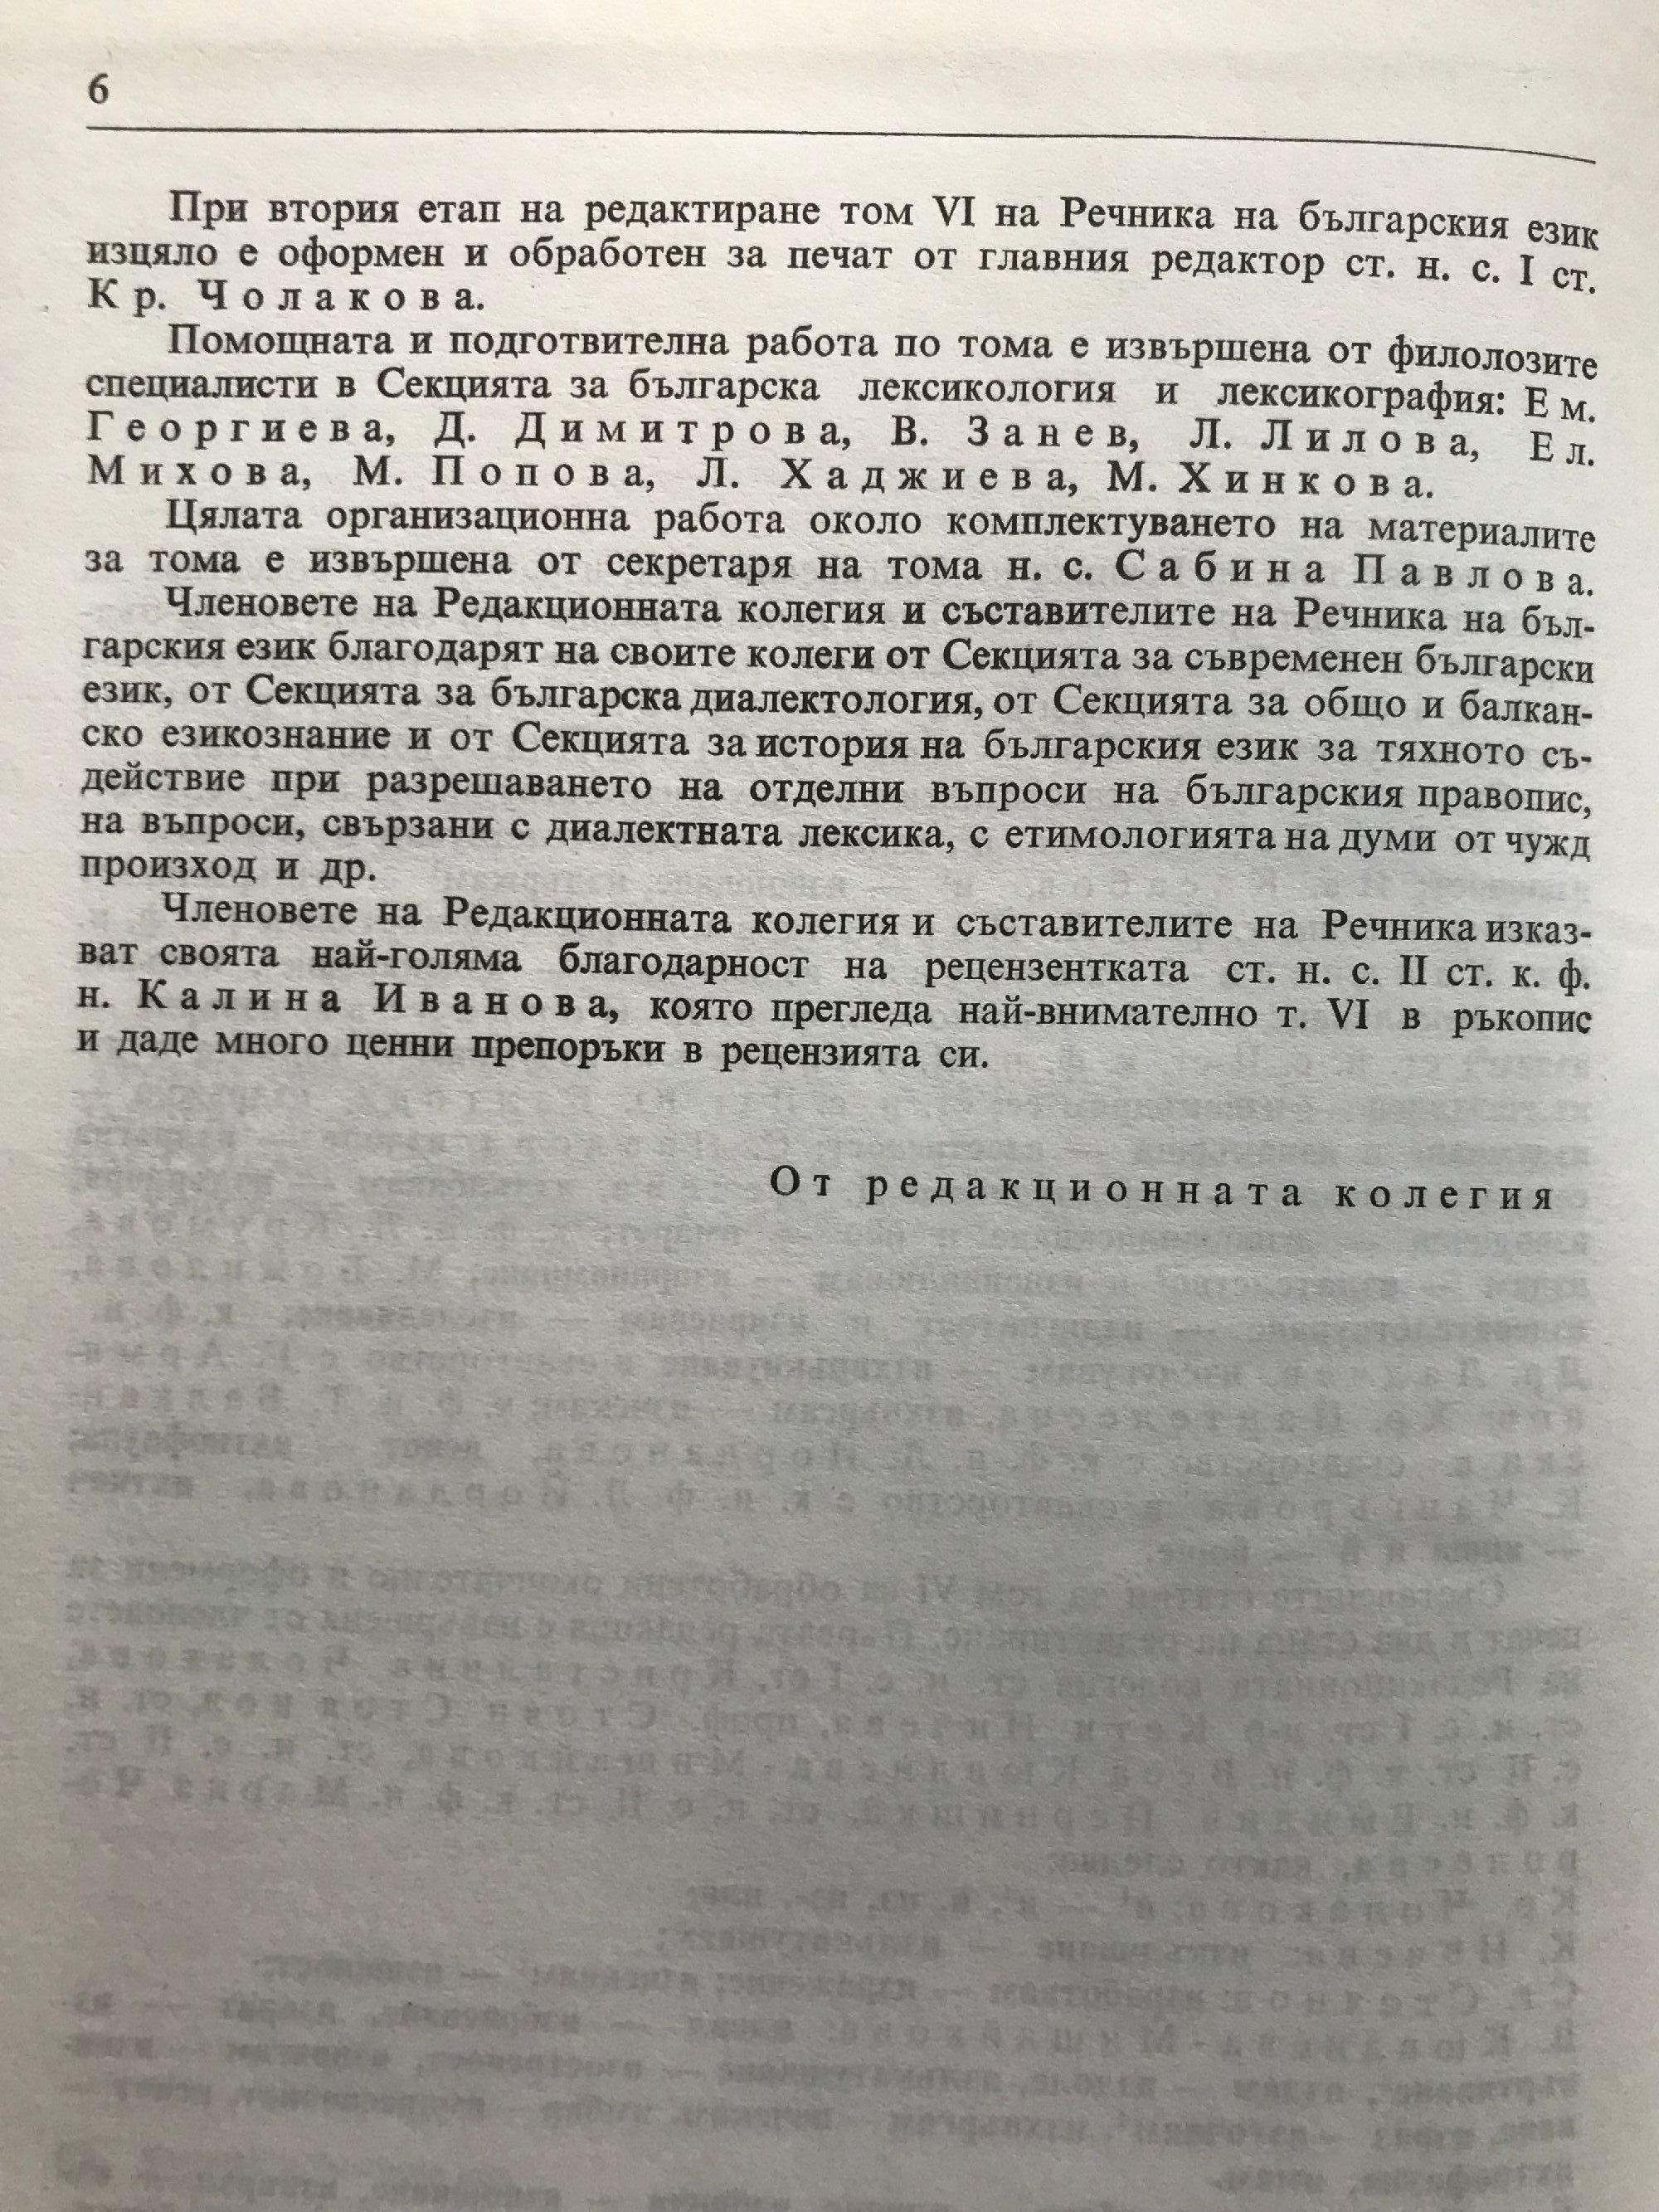 6
При втория етап на редактиране том VI на Речника на българския език
изцяло е оформен и обработен за печат от главния редактор ст. н. с. I ст.
Кр. Чолакова.
Помощната и подготвителна работа по тома е извършена от филолозите
специалисти в Секцията за българска лексикология и лексикография: Ем.
Георгиева, Д. Димитрова, В. Занев, Л. Лилова, Ел.
Михова, М. Попова, Л. Хаджиева, М. Хинкова.
Цялата организационна работа около комплектуването на материалите
за тома е извършена от секретаря на тома н. с. Сабина Павлова.
Членовете на Редакционната колегия и съставителите на Речника на бъл-
гарския език благодарят на своите колеги от Секцията за съвременен български
език, от Секцията за българска диалектология, от Секцията за общо и балкан-
ско езикознание и от Секцията за история на българския език за тяхното съ-
действие при разрешаването на отделни въпроси на българския правопис,
на въпроси, свързани с диалектната лексика, с етимологията на думи от чужд
произход и др.
Членовете на Редакционната колегия и съставителите на Речника изказ-
ват своята най-голяма благодарност на рецензентката ст. н. с. II ст. к. ф.
н. Калина Иванова, която прегледа най-внимателно т. VI в ръкопис
и даде много ценни препоръки в рецензията си.
От редакционната колегия